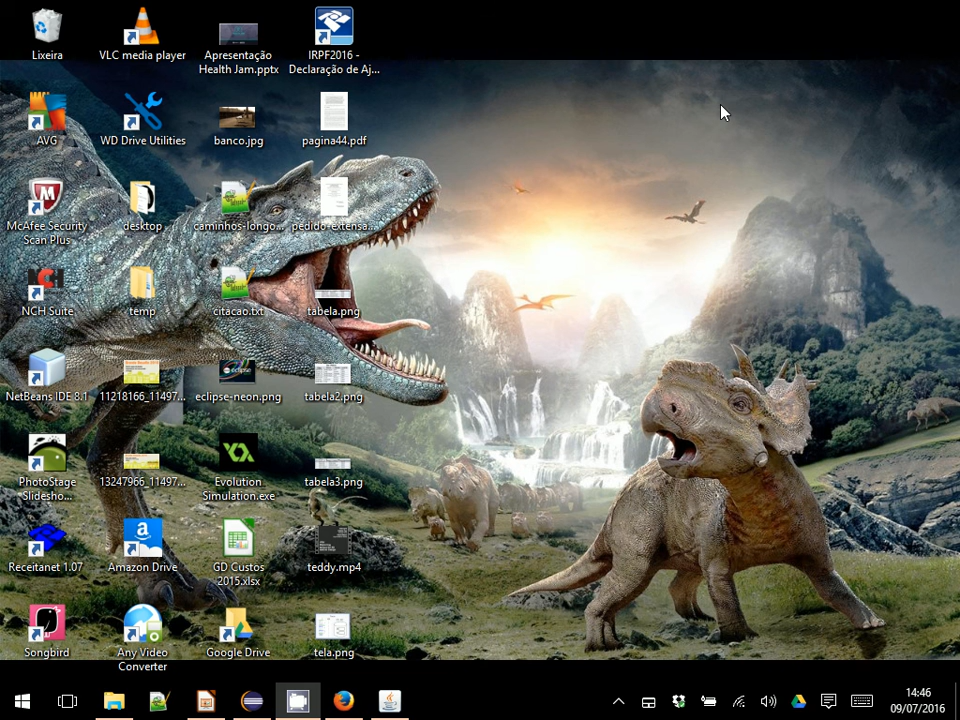 Lixeira
VLC media player
Apresentação
Health Jam.pptx
IRPF2016 -
Declaração de Aj...
AVG
WD Drive Utilities
banco.jpg
pagina44.pdf
McAfee Security
Scan Plus
desktop
caminhos-longo...
pedido-extensa...
NCH Suite
temp
citacao.txt
tabela.png
NetBeans IDE 8.1
11218166_11497...
eclipse-neon.png
tabela2.png
PhotoStage
Slidesho...
13247966_11497...
Evolution
Simulation.exe
tabela3.png
Receitanet 1.07
Amazon Drive
GD Custos
2015.xlsx
teddy.mp4
Songbird
Any Video
Converter
Google Drive
tela.png
14:46
09/07/2016